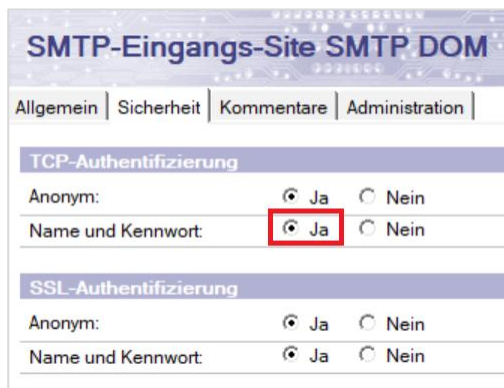 SMTP-Eingangs-Site SMTP DOM
Allgemein | Sicherheit | Kommentare | Administration |
TCP-Authentifizierung
Anonym: Ja Nein
Name und Kennwort: Ja Nein
SSL-Authentifizierung
Anonym: Ja Nein
Name und Kennwort: Ja Nein